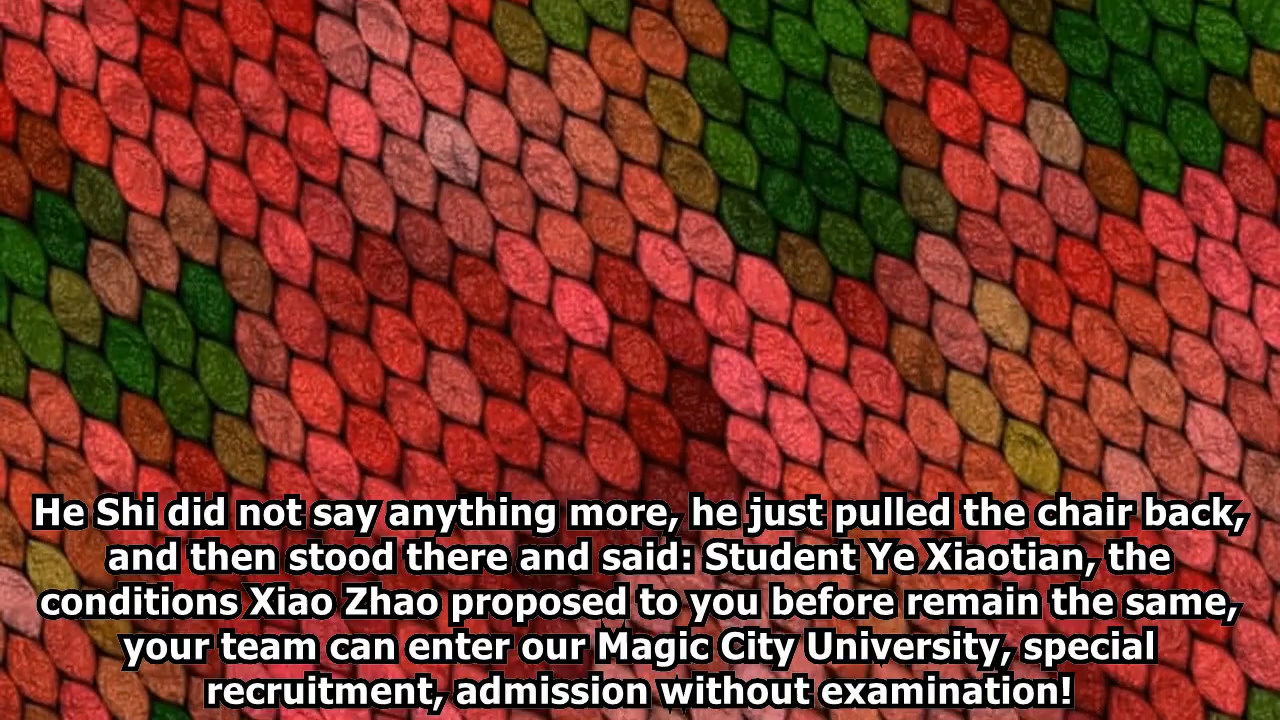 He Shi did not say anything more, he just pulled the chair back,
and then stood there and said: Student Ye Xiaotian, the
conditions Xiao Zhao proposed to you before remain the same,
your team can enter our Magic City University, special
recruitment, admission without examination!